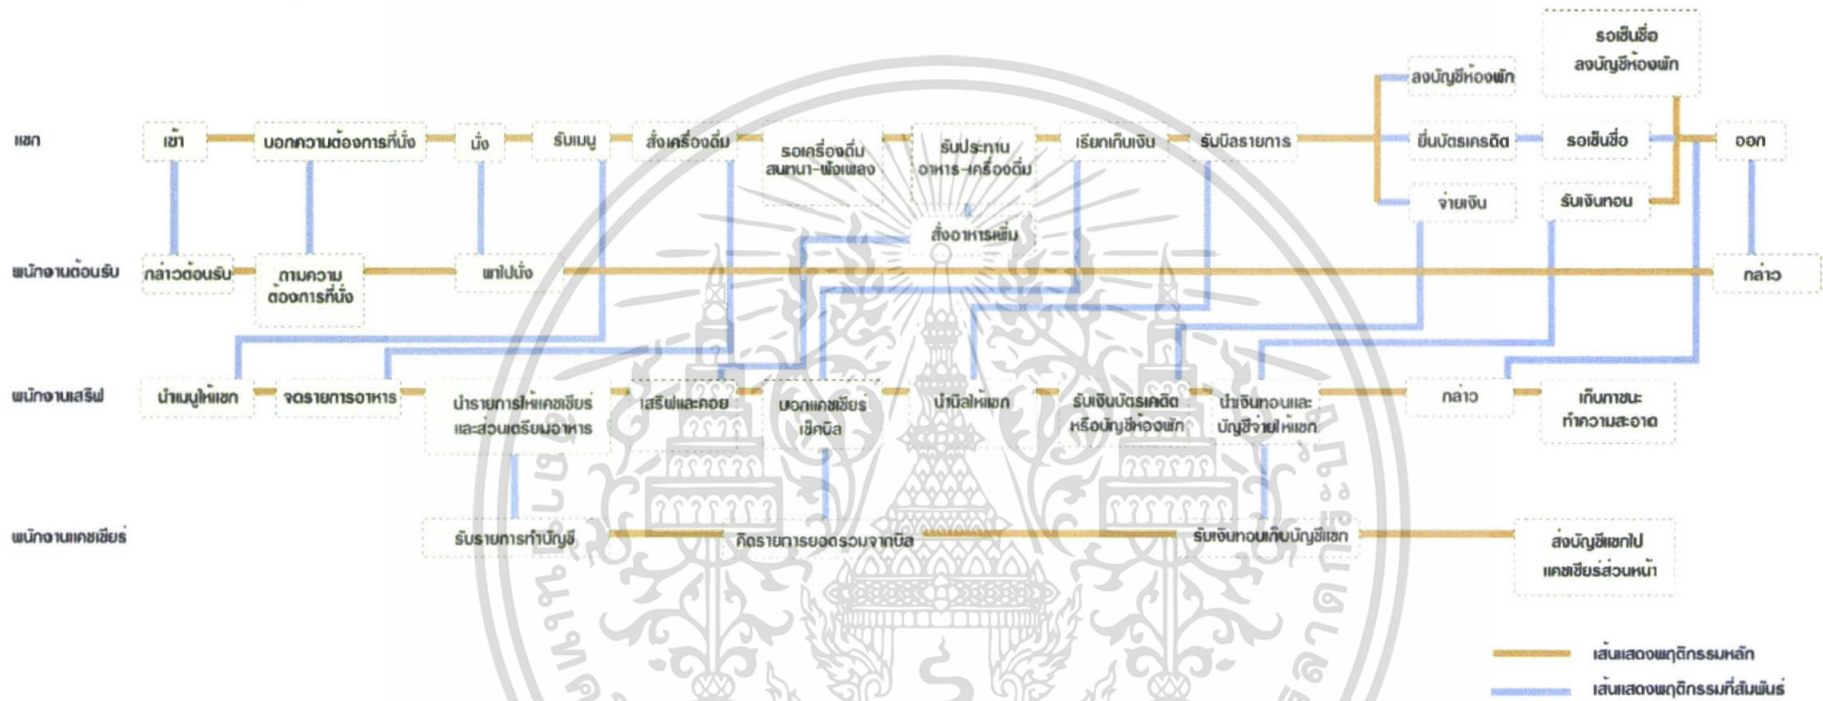 รอเซ็นชื่อ
ลงบัญชีห้องพัก
ลงบัญชีห้องพัก
แขก
เข้า
บอกความต้องการที่นั่ง
นั่ง
รับเมนู
สั่งเครื่องดื่ม
รอเครื่องดื่ม
สนทนา-ฟังเพลง
รับประทาน
อาหาร-เครื่องดื่ม
เรียกเก็บเงิน
รับบิลรายการ
ยื่นบัตรเครดิต
รอเซ็นชื่อ
ออก
จ่ายเงิน
รับเงินทอน
สั่งอาหารเพิ่ม
พนักงานต้อนรับ
กล่าวต้อนรับ
ถามความ
ต้องการที่นั่ง
พาไปนั่ง
กล่าว
พนักงานเสริฟ
นำเมนูให้แขก
จดรายการอาหาร
นำรายการให้แคชเชียร์
และส่วนเตรียมอาหาร
เสริฟและคอย
บอกแคชเชียร์
เช็คบิล
นำบิลให้แขก
รับเงินบัตรเคดิต
หรือบัญชีห้องพัก
นำเงินทอนและ
บัญชีจ่ายให้แขก
กล่าว
เก็บภาชนะ
ทำความสะอาด
พนักงานแคชเชียร์
รับรายการทำบัญชี
คิดรายการยอดรวมจากบิล
รับเงินทอนเก็บบัญชีแขก
ส่งบัญชีแขกไป
แคชเชียร์ส่วนหน้า
เส้นแสดงพฤติกรรมหลัก
เส้นแสดงพฤติกรรมที่สัมพันธ์